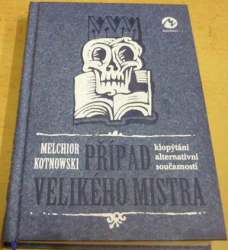 MELCHIOR
KOTNOWSKI
PŘÍPAD
klopýtání
alternativní
současností
VELIKÉHO MISTRA